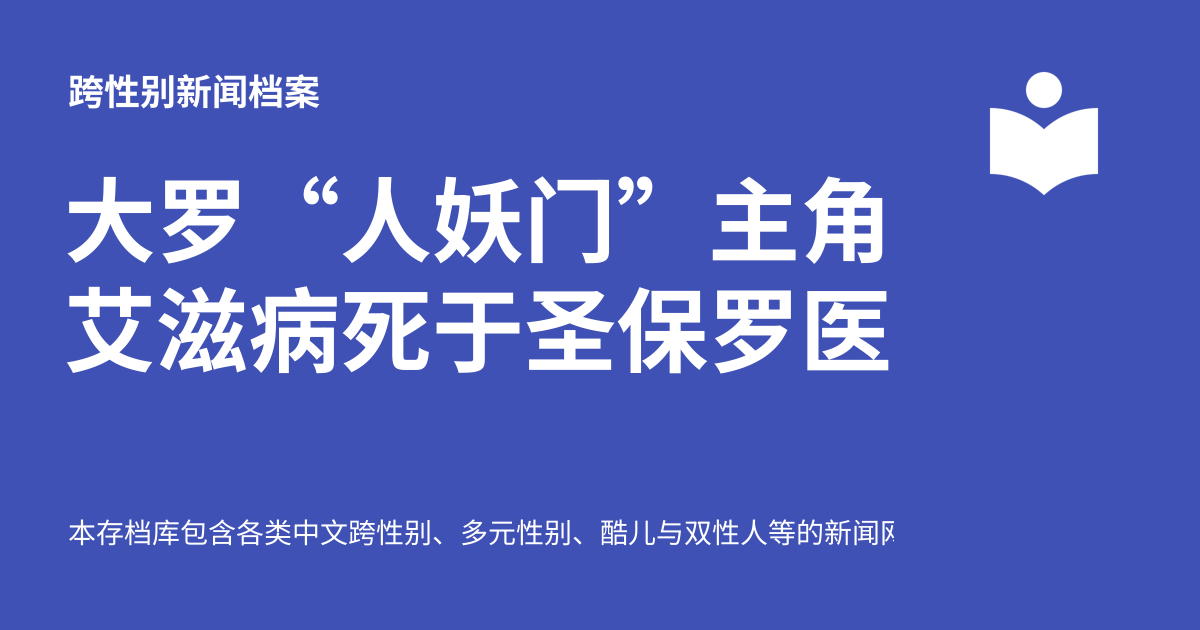 跨性别新闻档案
大罗“人妖门”主角
艾滋病死于圣保罗医
本存档库包含各类中文跨性别、多元性别、酷儿与双性人等的新闻